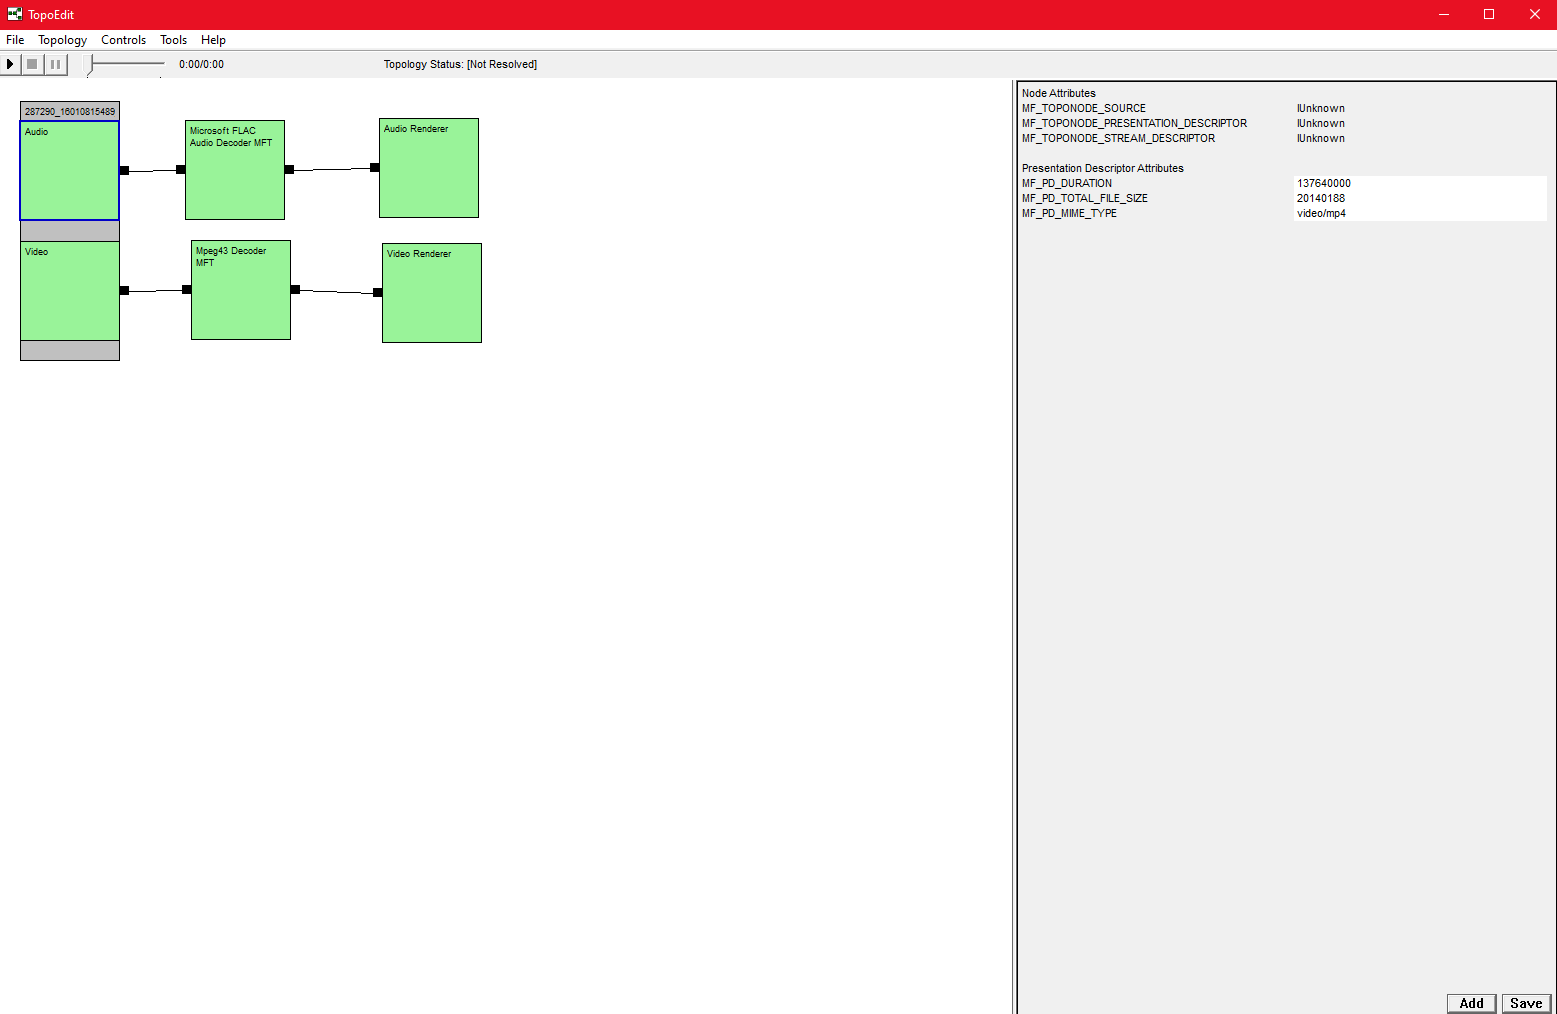 TopoEdit
File Topology Controls Tools Help
0:00/0:00 Topology Status: [Not Resolved]
287290_16010815489
Audio
Microsoft FLAC
Audio Decoder MFT
Audio Renderer
Video
Mpeg43 Decoder
MFT
Video Renderer
Node Attributes
MF_TOPONODE_SOURCE IUnknown
MF_TOPONODE_PRESENTATION_DESCRIPTOR IUnknown
MF_TOPONODE_STREAM_DESCRIPTOR IUnknown
Presentation Descriptor Attributes
MF_PD_DURATION 137640000
MF_PD_TOTAL_FILE_SIZE 20140188
MF_PD_MIME_TYPE video/mp4
Add Save